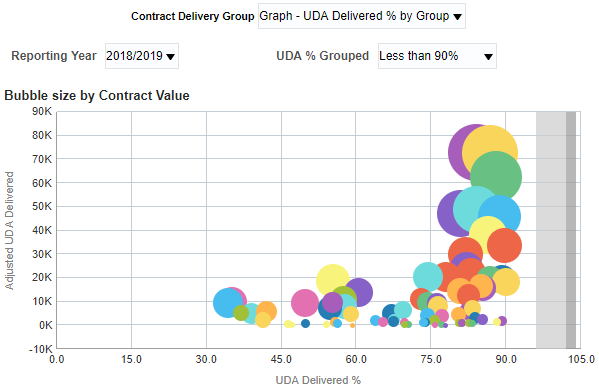 Contract Delivery Group Graph - UDA Delivered % by Group
Reporting Year 2018/2019 UDA % Grouped Less than 90%
Bubble size by Contract Value
90K
80K
70K
60K
50K
40K
30K
20K
10K
0K
-10K
Adjusted UDA Delivered
0.0 15.0 30.0 45.0 60.0 75.0 90.0 105.0
UDA Delivered %